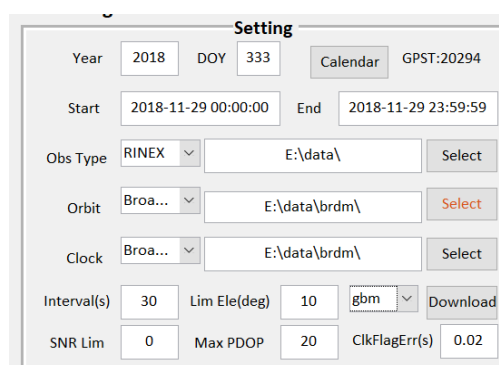 Setting
Year 2018 DOY 333 Calendar GPST:20294
Start 2018-11-29 00:00:00 End 2018-11-29 23:59:59
Obs Type RINEX E:\data\ Select
Orbit Broa... E:\data\brdm\ Select
Clock Broa... E:\data\brdm\ Select
Interval(s) 30 Lim Ele(deg) 10 gbm Download
SNR Lim 0 Max PDOP 20 ClkFlagErr(s) 0.02